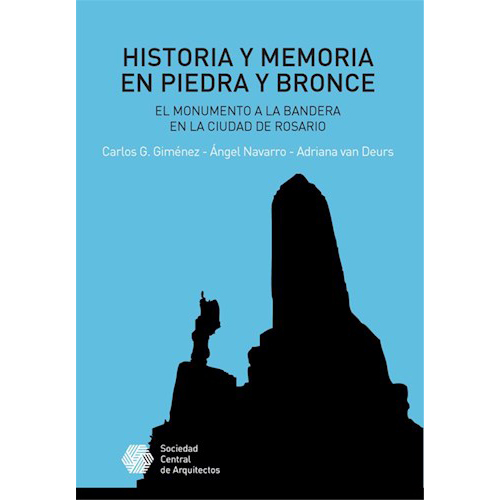 HISTORIA Y MEMORIA
EN PIEDRA Y BRONCE
EL MONUMENTO A LA BANDERA
EN LA CIUDAD DE ROSARIO
Carlos G. Giménez - Ángel Navarro - Adriana van Deurs
Sociedad
Central
de Arquitectos